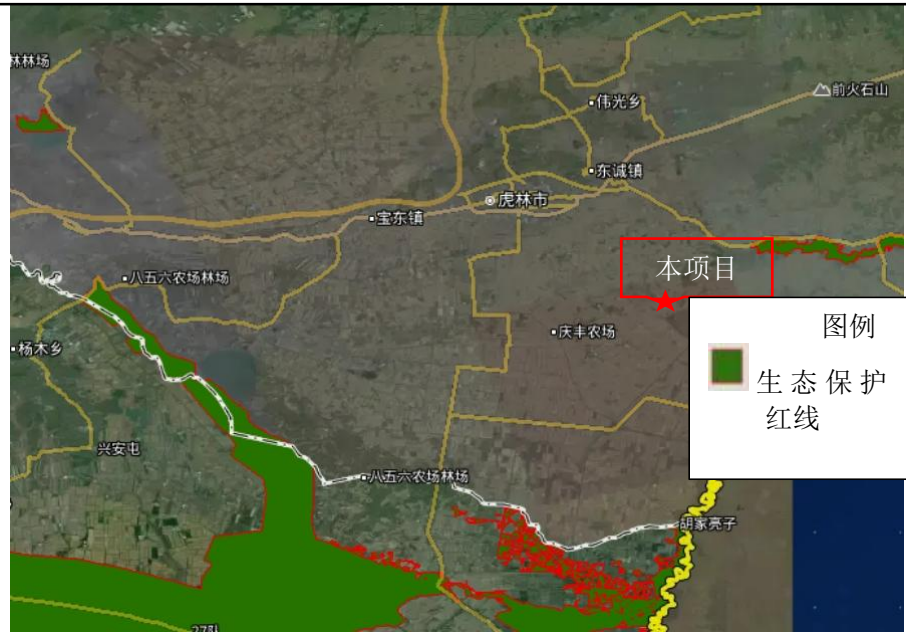 林林场
伟光乡
前火石山
东诚镇
虎林市
宝东镇
本项目
八五六农场林场
图例
庆丰农场
杨木乡
生态保护
红线
兴安屯
八五六农场林场
胡家亮子
27队